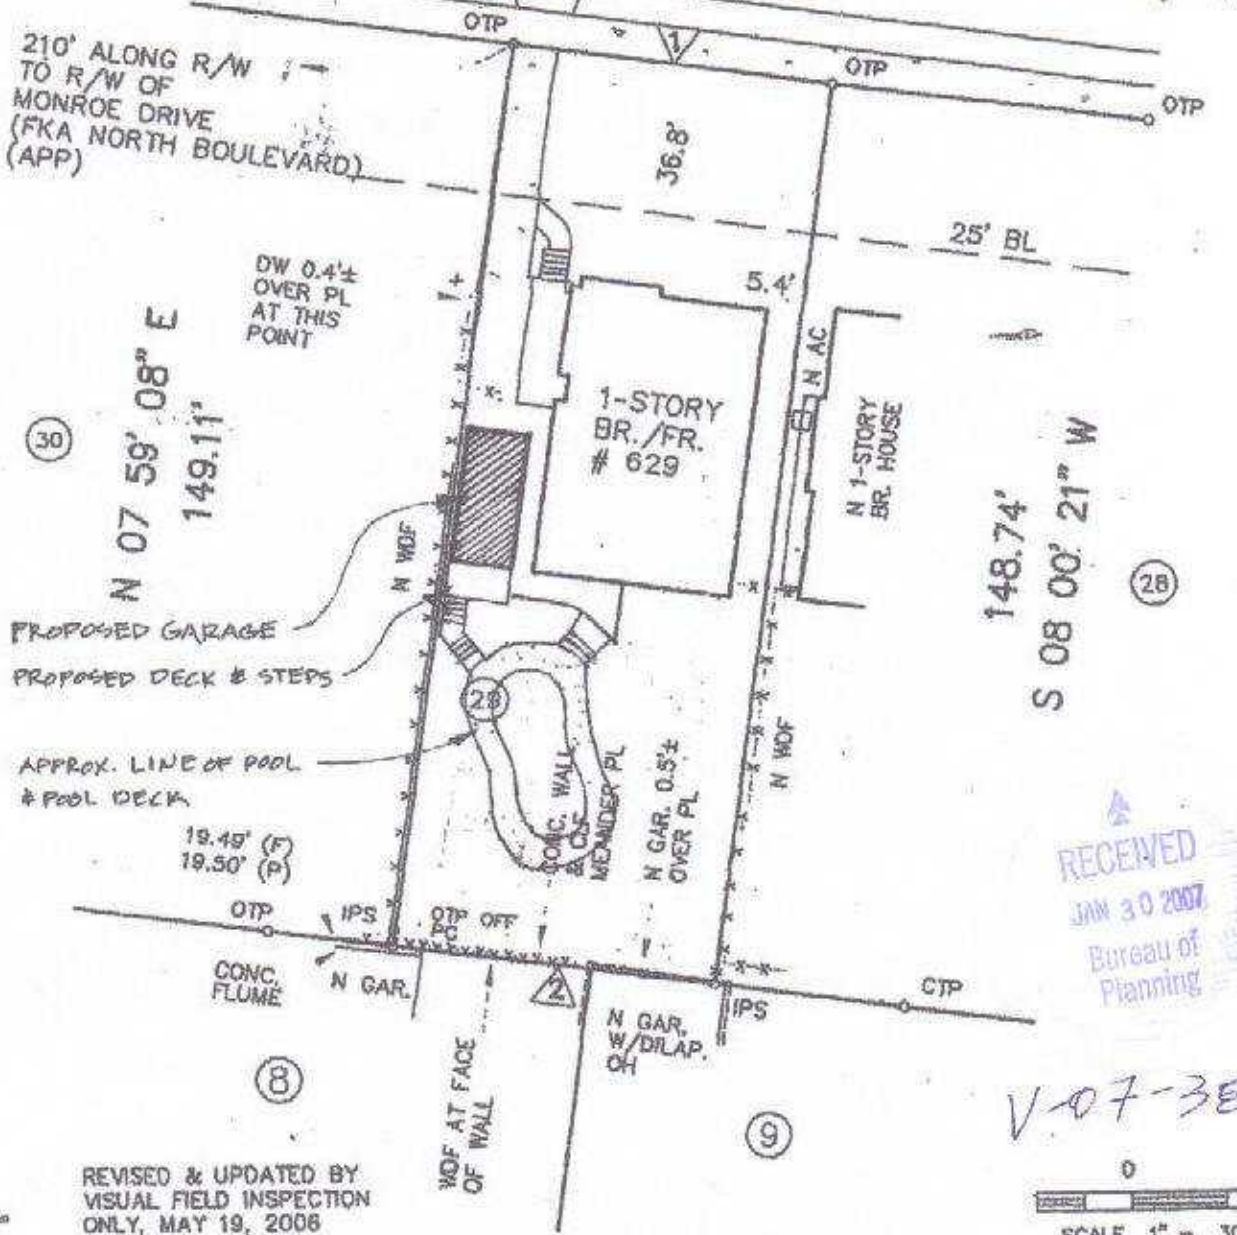 OTP
1
OTP
OTP
210' ALONG R/W
TO R/W OF
MONROE DRIVE
(FKA NORTH BOULEVARD)
(APP)
36.8'
25' BL
DW 0.4'±
OVER PL
AT THIS
POINT
5.4'
N AC
30
N 07 59' 08" E
149.11'
1-STORY
BR./FR.
# 629
N 1-STORY
BR. HOUSE
148.74'
S 08 00' 21" W
28
N WDF
PROPOSED GARAGE
PROPOSED DECK & STEPS
APPROX. LINE OF POOL
& POOL DECK
CONC. WALL
& CLF
MEANDER PL
N GAR. 0.5'±
OVER PL
N WDF
19.49' (F)
19.50' (P)
RECEIVED
JAN 30 2007
Bureau of
Planning
OTP
IPS
OTP OFF
CONC.
FLUME
N GAR.
2
N GAR.
W/DILAP.
OH
IPS
CTP
8
WDF AT FACE
OF WALL
9
REVISED & UPDATED BY
VISUAL FIELD INSPECTION
ONLY, MAY 19, 2006
0